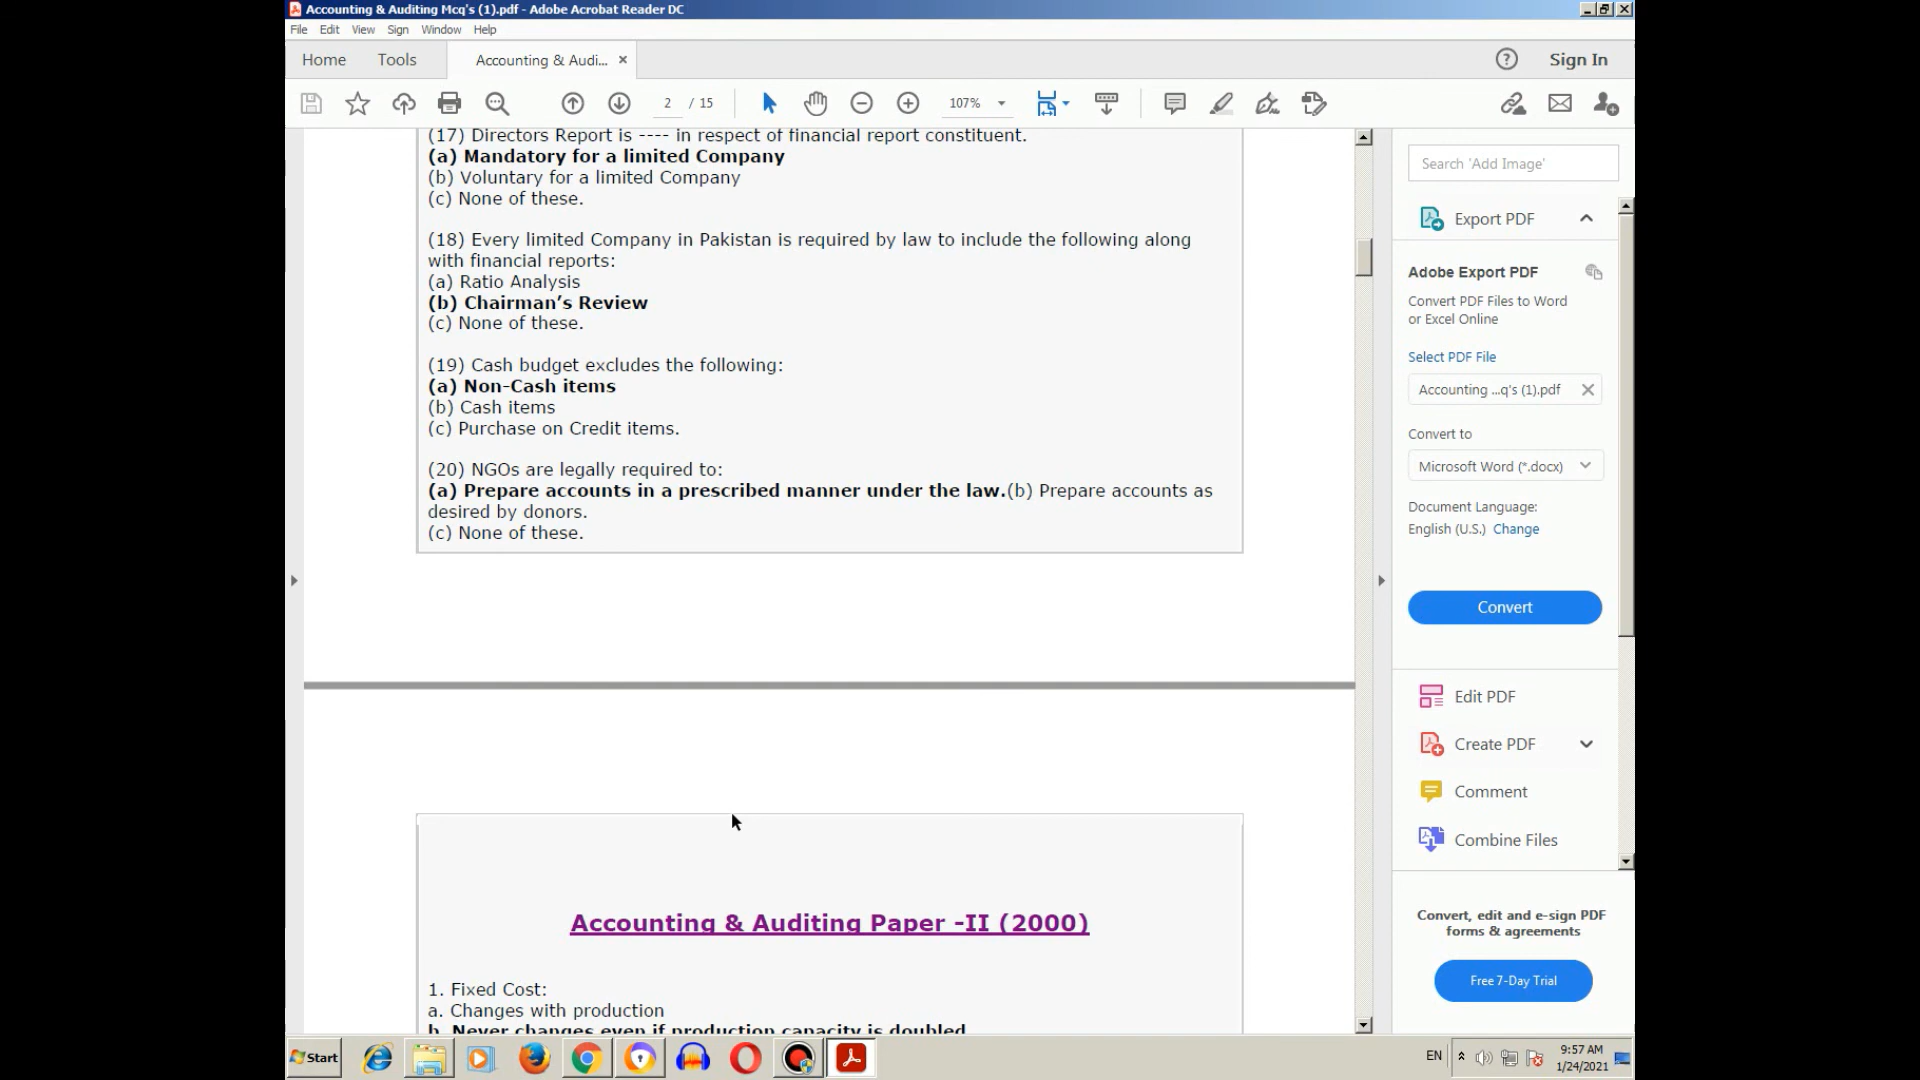 Accounting & Auditing Mcq's (1).pdf - Adobe Acrobat Reader DC
File Edit View Sign Window Help
Home Tools Accounting & Audi... × Sign In
2 / 15 107%
(17) Directors Report is ---- in respect of financial report constituent.
(a) Mandatory for a limited Company
(b) Voluntary for a limited Company
(c) None of these.
(18) Every limited Company in Pakistan is required by law to include the following along
with financial reports:
(a) Ratio Analysis
(b) Chairman’s Review
(c) None of these.
(19) Cash budget excludes the following:
(a) Non-Cash items
(b) Cash items
(c) Purchase on Credit items.
(20) NGOs are legally required to:
(a) Prepare accounts in a prescribed manner under the law.(b) Prepare accounts as
desired by donors.
(c) None of these.
Accounting & Auditing Paper -II (2000)
1. Fixed Cost:
a. Changes with production
b. Never changes even if production capacity is doubled
Search 'Add Image'
Export PDF
Adobe Export PDF
Convert PDF Files to Word
or Excel Online
Select PDF File
Accounting ...q's (1).pdf
Convert to
Microsoft Word (*.docx)
Document Language:
English (U.S.) Change
Convert
Edit PDF
Create PDF
Comment
Combine Files
Convert, edit and e-sign PDF
forms & agreements
Free 7-Day Trial
Start
EN
9:57 AM
1/24/2021